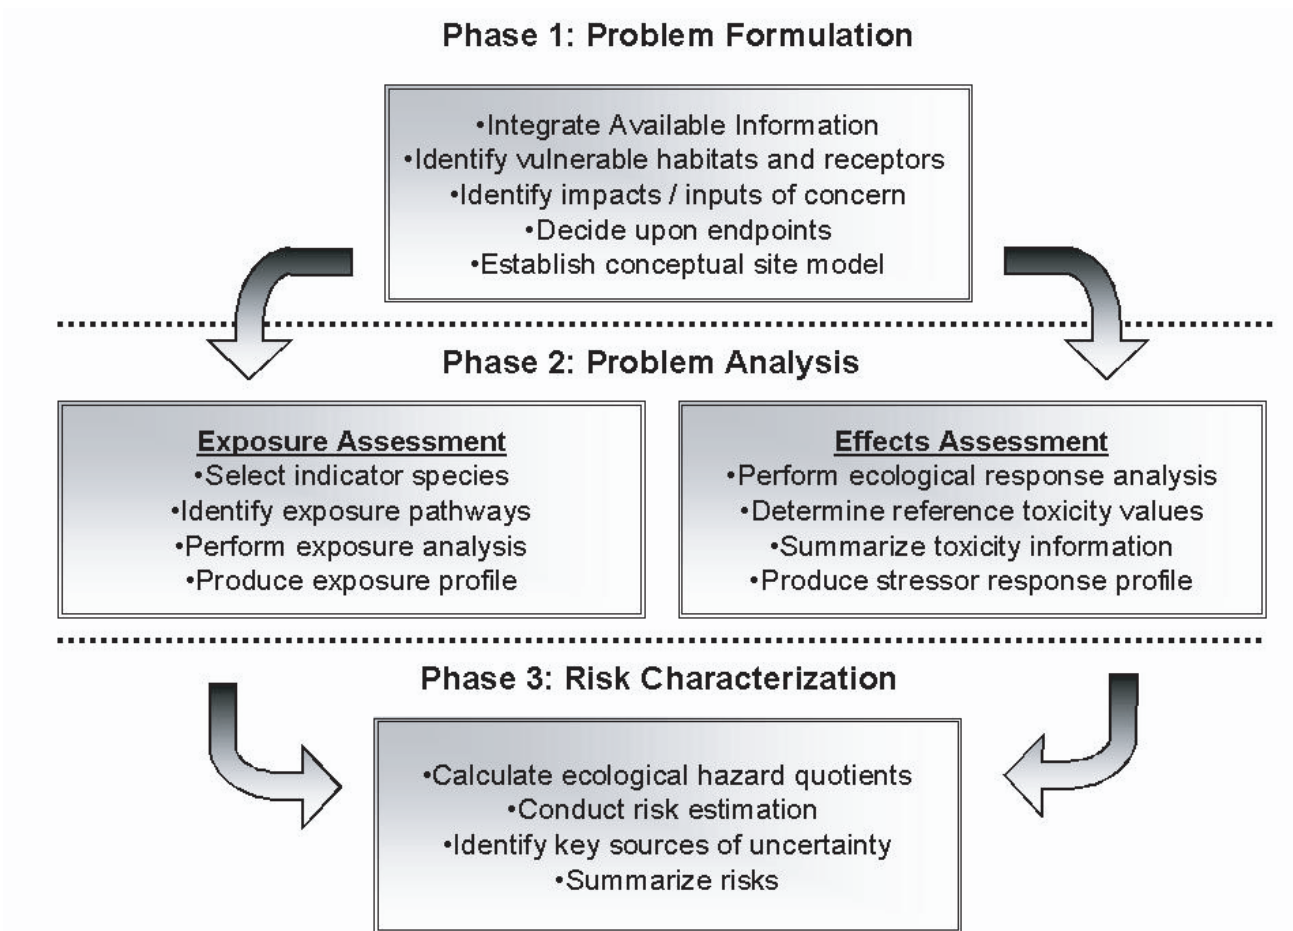 Phase 1: Problem Formulation
•Integrate Available Information
•Identify vulnerable habitats and receptors
•Identify impacts / inputs of concern
•Decide upon endpoints
•Establish conceptual site model
Phase 2: Problem Analysis
Exposure Assessment
•Select indicator species
•Identify exposure pathways
•Perform exposure analysis
•Produce exposure profile
Effects Assessment
•Perform ecological response analysis
•Determine reference toxicity values
•Summarize toxicity information
•Produce stressor response profile
Phase 3: Risk Characterization
•Calculate ecological hazard quotients
•Conduct risk estimation
•Identify key sources of uncertainty
•Summarize risks